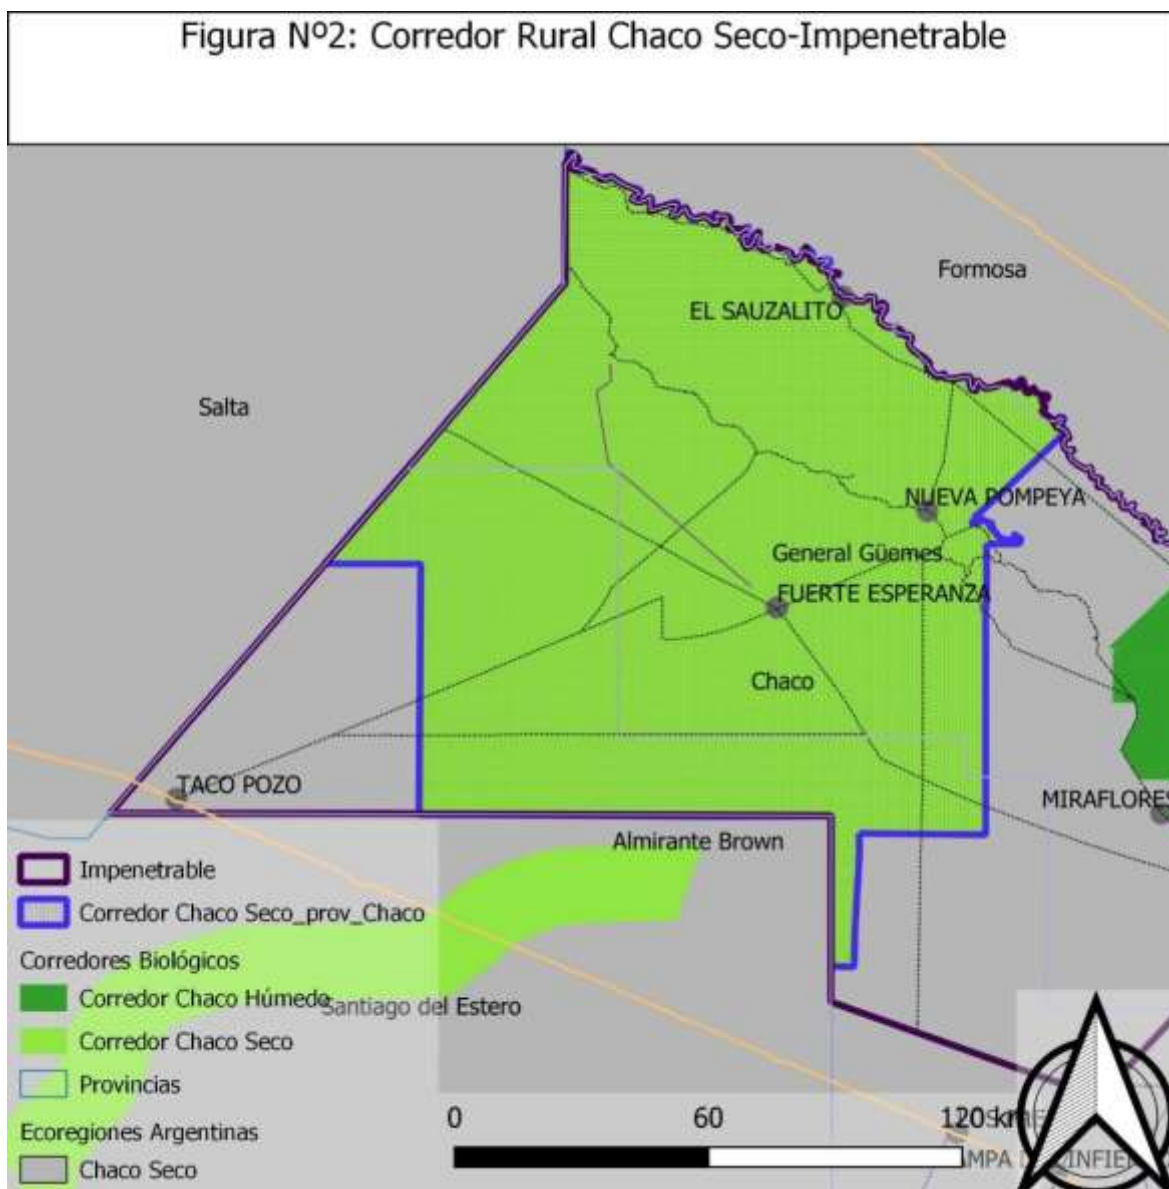 Figura Nº2: Corredor Rural Chaco Seco-Impenetrable
Formosa
EL SAUZALITO
Salta
NUEVA POMPEYA
General Güemes
FUERTE ESPERANZA
Chaco
TACO POZO
MIRAFLORES
Almirante Brown
Impenetrable
Corredor Chaco Seco_prov_Chaco
Corredores Biológicos
Corredor Chaco Húmedo
Santiago del Estero
Corredor Chaco Seco
Provincias
Ecoregiones Argentinas
Chaco Seco
0 60 120 km